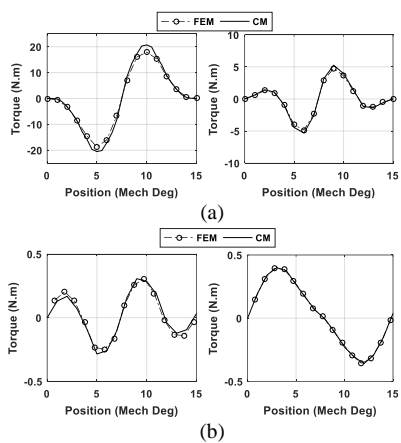 FEM CM
Torque (N.m)
20
10
0
-10
-20
0 5 10 15
Position (Mech Deg)
Torque (N.m)
10
5
0
-5
-10
0 5 10 15
Position (Mech Deg)
(a)
FEM CM
Torque (N.m)
0.5
0
-0.5
0 5 10 15
Position (Mech Deg)
Torque (N.m)
0.5
0
-0.5
0 5 10 15
Position (Mech Deg)
(b)